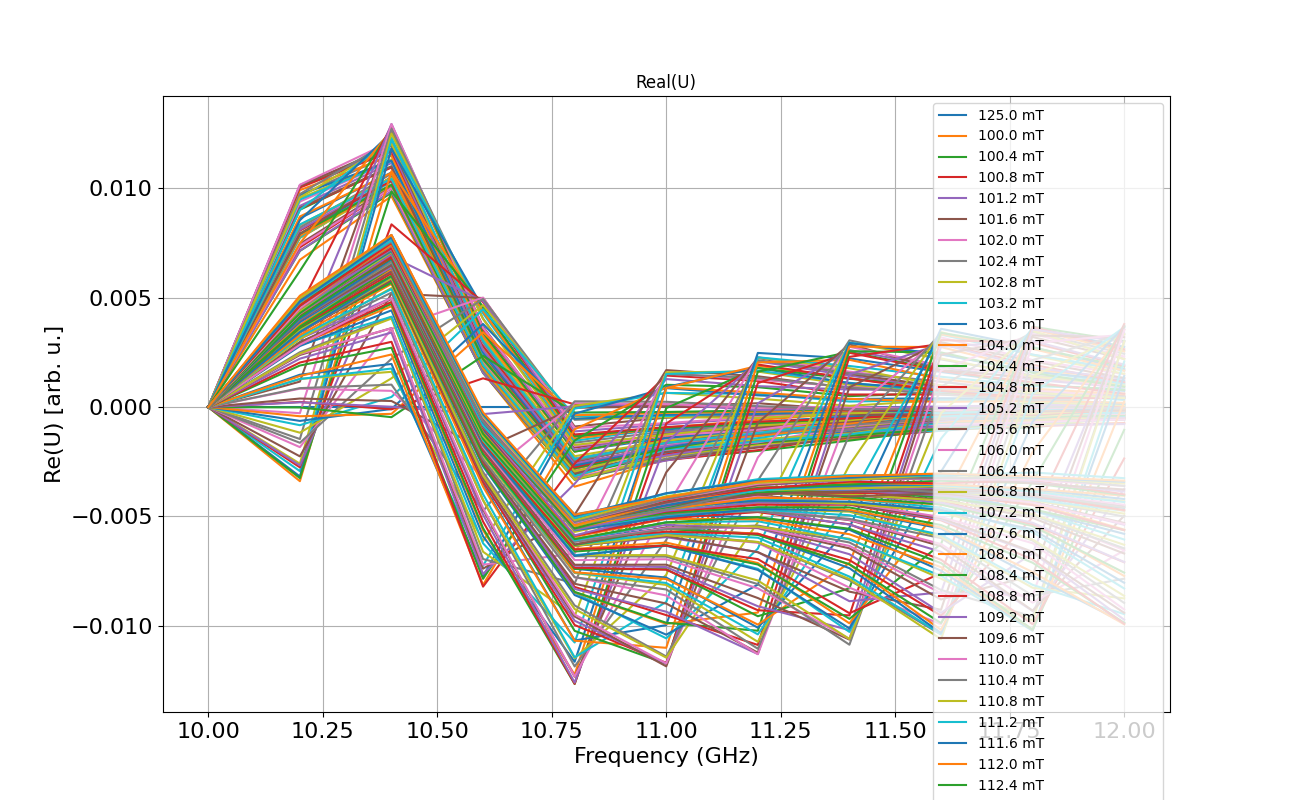 Real(U)
0.010
0.005
0.000
−0.005
−0.010
Re(U) [arb. u.]
10.00 10.25 10.50 10.75 11.00 11.25 11.50 11.75 12.00
Frequency (GHz)
125.0 mT
100.0 mT
100.4 mT
100.8 mT
101.2 mT
101.6 mT
102.0 mT
102.4 mT
102.8 mT
103.2 mT
103.6 mT
104.0 mT
104.4 mT
104.8 mT
105.2 mT
105.6 mT
106.0 mT
106.4 mT
106.8 mT
107.2 mT
107.6 mT
108.0 mT
108.4 mT
108.8 mT
109.2 mT
109.6 mT
110.0 mT
110.4 mT
110.8 mT
111.2 mT
111.6 mT
112.0 mT
112.4 mT